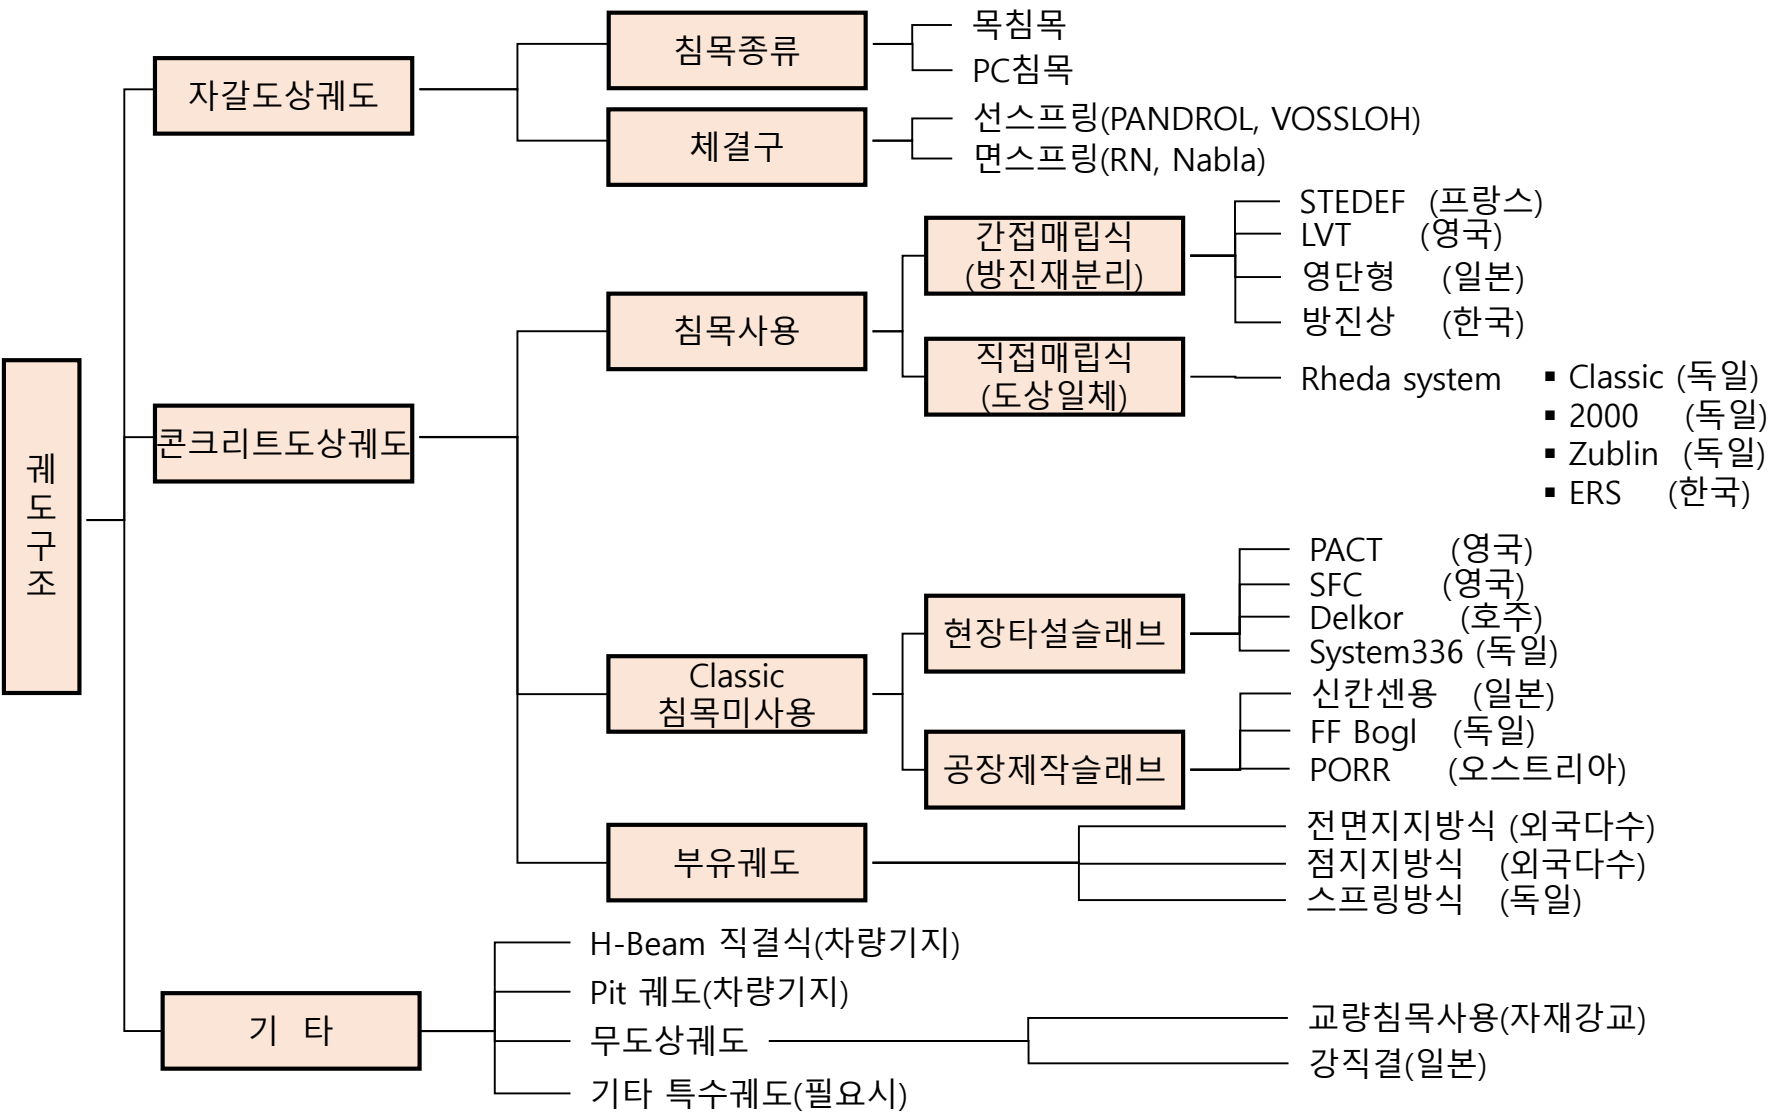 궤도구조
자갈도상궤도
침목종류
목침목
PC침목
체결구
선스프링(PANDROL, VOSSLOH)
면스프링(RN, Nabla)
콘크리트도상궤도
침목사용
간접매립식
(방진재분리)
STEDEF (프랑스)
LVT (영국)
영단형 (일본)
방진상 (한국)
직접매립식
(도상일체)
Rheda system
▪ Classic (독일)
▪ 2000 (독일)
▪ Zublin (독일)
▪ ERS (한국)
Classic
침목미사용
현장타설슬래브
PACT (영국)
SFC (영국)
Delkor (호주)
System336 (독일)
공장제작슬래브
신칸센용 (일본)
FF Bogl (독일)
PORR (오스트리아)
부유궤도
전면지지방식 (외국다수)
점지지방식 (외국다수)
스프링방식 (독일)
기 타
H-Beam 직결식(차량기지)
Pit 궤도(차량기지)
무도상궤도
교량침목사용(자재강교)
강직결(일본)
기타 특수궤도(필요시)